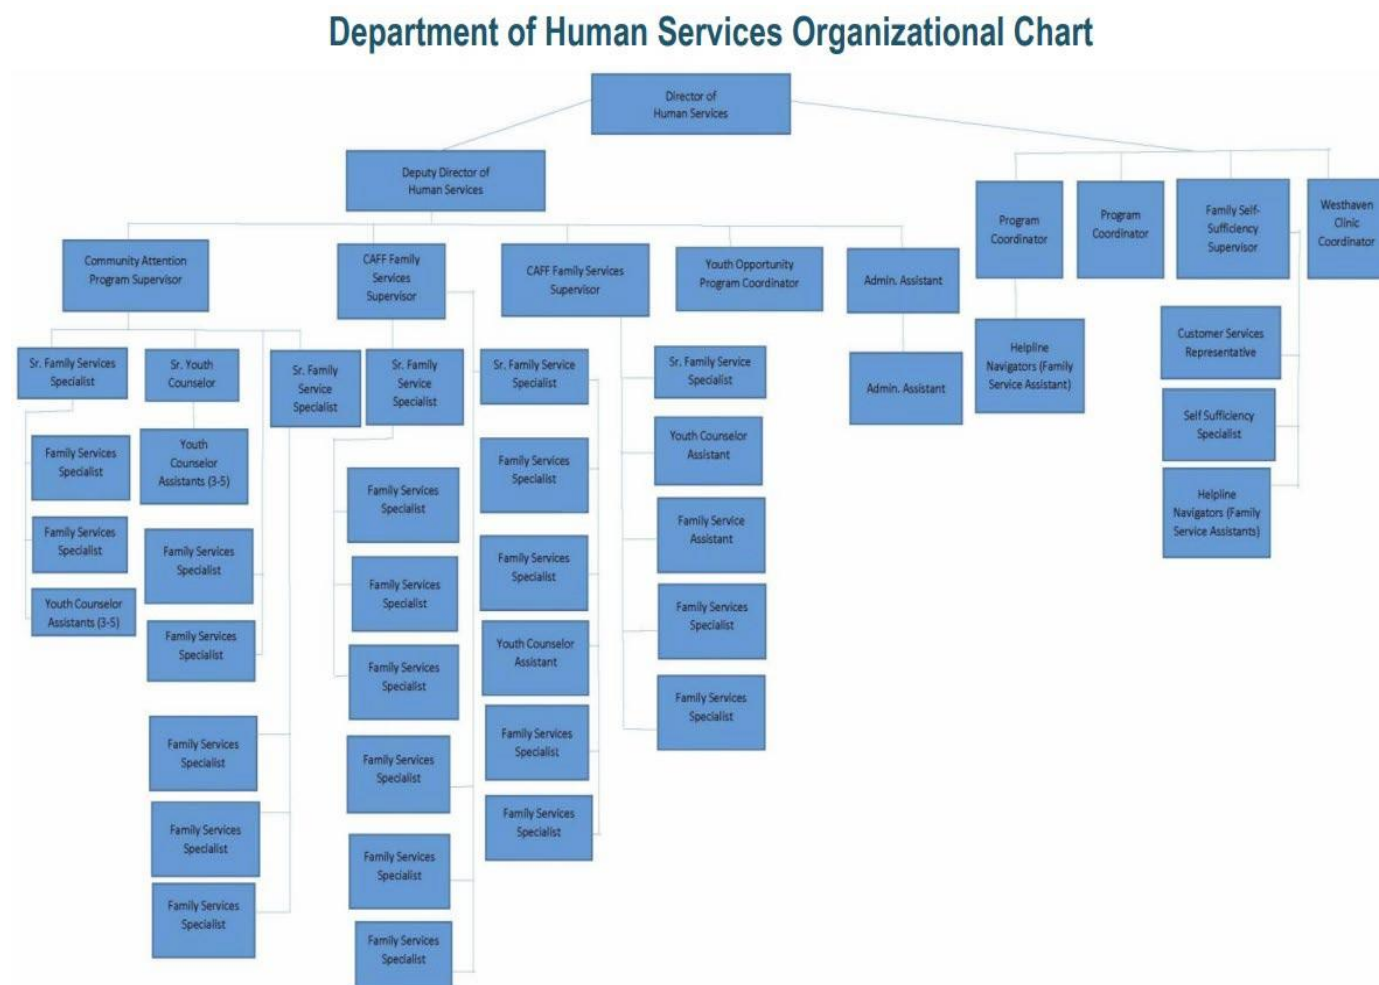 Department of Human Services Organizational Chart
Director of
Human Services
Deputy Director of
Human Services
Program
Coordinator
Program
Coordinator
Family Self-
Sufficiency
Supervisor
Westhaven
Clinic
Coordinator
Community Attention
Program Supervisor
CAFF Family
Services
Supervisor
CAFF Family Services
Supervisor
Youth Opportunity
Program Coordinator
Admin. Assistant
Sr. Family Services
Specialist
Sr. Youth
Counselor
Sr. Family
Service
Specialist
Sr. Family
Service
Specialist
Sr. Family Service
Specialist
Sr. Family Service
Specialist
Admin. Assistant
Helpline
Navigators (Family
Service Assistant)
Customer Services
Representative
Family Services
Specialist
Youth
Counselor
Assistants (3-5)
Family Services
Specialist
Family Services
Specialist
Youth Counselor
Assistant
Self Sufficiency
Specialist
Family Services
Specialist
Family Services
Specialist
Family Services
Specialist
Family Services
Specialist
Family Service
Assistant
Helpline
Navigators (Family
Service Assistants)
Youth Counselor
Assistants (3-5)
Family Services
Specialist
Family Services
Specialist
Youth Counselor
Assistant
Family Services
Specialist
Family Services
Specialist
Family Services
Specialist
Family Services
Specialist
Family Services
Specialist
Family Services
Specialist
Family Services
Specialist
Family Services
Specialist
Family Services
Specialist
Family Services
Specialist